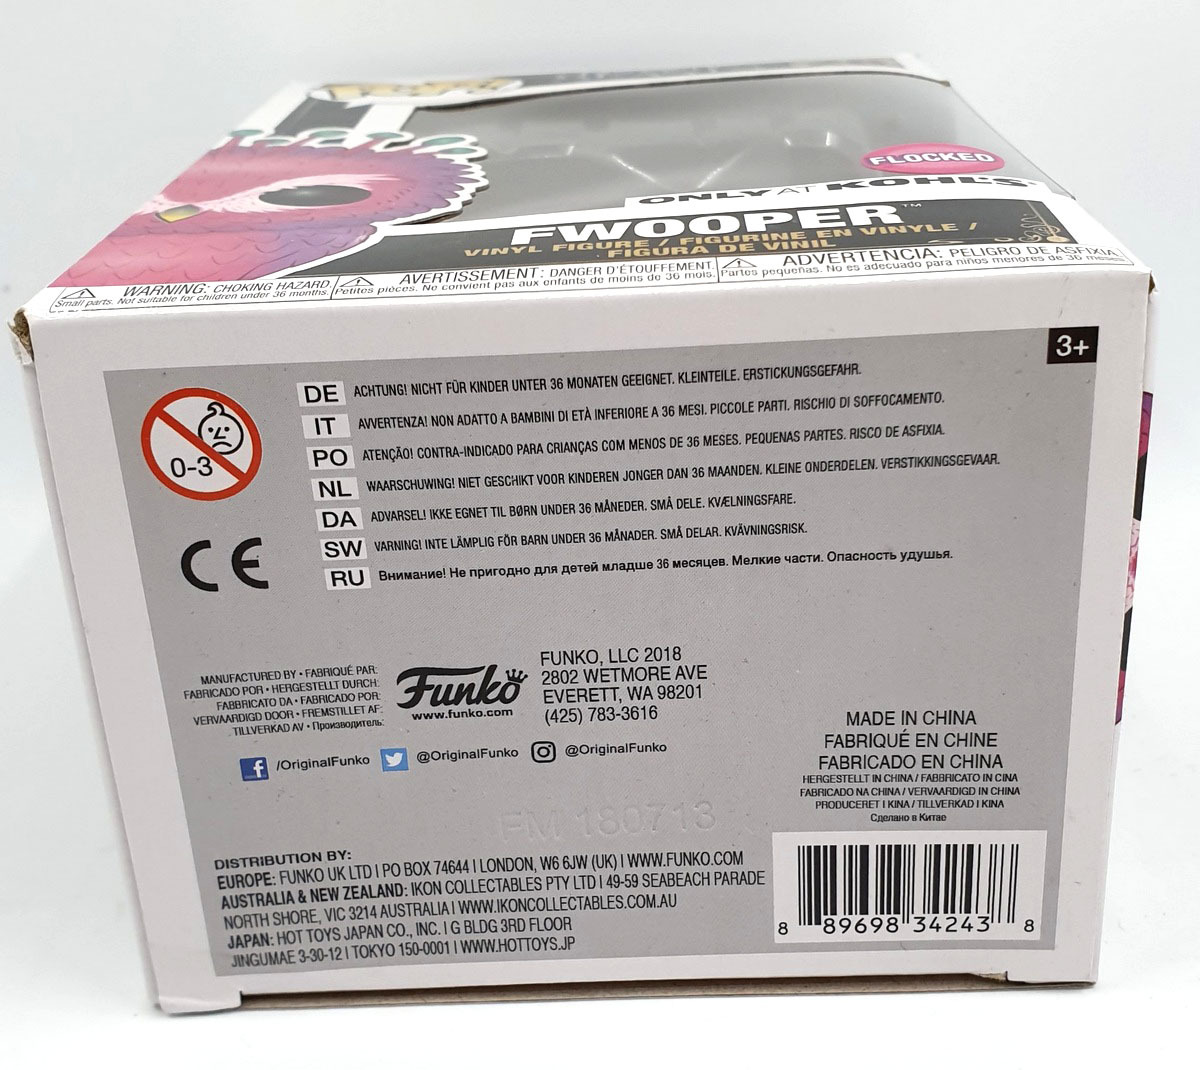 FLOCKED
ONLY AT KOHL'S
FWOOPER™
VINYL FIGURE / FIGURINE EN VINYLE /
FIGURA DE VINIL
WARNING: CHOKING HAZARD.
Small parts. Not suitable for children under 36 months.
AVERTISSEMENT: DANGER D'ÉTOUFFEMENT.
Petites pièces. Ne convient pas aux enfants de moins de 36 mois.
ADVERTENCIA: PELIGRO DE ASFIXIA.
Partes pequeñas. No es adecuado para niños menores de 36 meses.
3+
0-3
DE ACHTUNG! NICHT FÜR KINDER UNTER 36 MONATEN GEEIGNET. KLEINTEILE. ERSTICKUNGSGEFAHR.
IT AVVERTENZA! NON ADATTO A BAMBINI DI ETÀ INFERIORE A 36 MESI. PICCOLE PARTI. RISCHIO DI SOFFOCAMENTO.
PO ATENÇÃO! CONTRA-INDICADO PARA CRIANÇAS COM MENOS DE 36 MESES. PEQUENAS PARTES. RISCO DE ASFIXIA.
NL WAARSCHUWING! NIET GESCHIKT VOOR KINDEREN JONGER DAN 36 MAANDEN. KLEINE ONDERDELEN. VERSTIKKINGSGEVAAR.
DA ADVARSEL! IKKE EGNET TIL BØRN UNDER 36 MÅNEDER. SMÅ DELE. KVÆLNINGSFARE.
SW VARNING! INTE LÄMPLIG FÖR BARN UNDER 36 MÅNADER. SMÅ DELAR. KVÄVNINGSRISK.
RU Внимание! Не пригодно для детей младше 36 месяцев. Мелкие части. Опасность удушья.
CE
MANUFACTURED BY • FABRIQUÉ PAR:
FABRICADO POR • HERGESTELLT DURCH:
FABBRICATO DA • FABRICADO POR:
VERVAARDIGD DOOR • FREMSTILLET AF:
TILLVERKAD AV • Производитель:
Funko
www.funko.com
FUNKO, LLC 2018
2802 WETMORE AVE
EVERETT, WA 98201
(425) 783-3616
/OriginalFunko @OriginalFunko @OriginalFunko
MADE IN CHINA
FABRIQUÉ EN CHINE
FABRICADO EN CHINA
HERGESTELLT IN CHINA / FABBRICATO IN CINA
FABRICADO NA CHINA / VERVAARDIGD IN CHINA
PRODUCERET I KINA / TILLVERKAD I KINA
Сделано в Китае
FM 180713
DISTRIBUTION BY:
EUROPE: FUNKO UK LTD | PO BOX 74644 | LONDON, W6 6JW (UK) | WWW.FUNKO.COM
AUSTRALIA & NEW ZEALAND: IKON COLLECTABLES PTY LTD | 49-59 SEABEACH PARADE
NORTH SHORE, VIC 3214 AUSTRALIA | WWW.IKONCOLLECTABLES.COM.AU
JAPAN: HOT TOYS JAPAN CO., INC. | G BLDG 3RD FLOOR
JINGUMAE 3-30-12 | TOKYO 150-0001 | WWW.HOTTOYS.JP
8 89698 34243 8